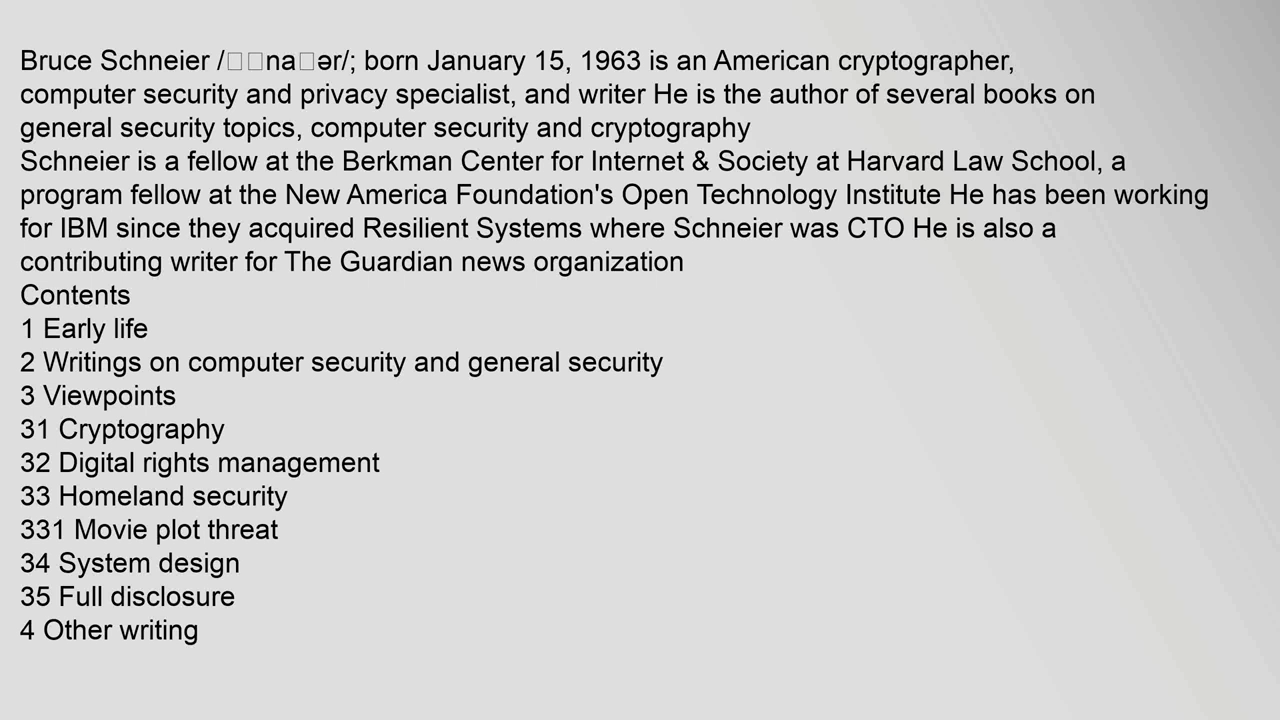 Bruce Schneier /□□na□ər/; born January 15, 1963 is an American cryptographer,
computer security and privacy specialist, and writer He is the author of several books on
general security topics, computer security and cryptography
Schneier is a fellow at the Berkman Center for Internet & Society at Harvard Law School, a
program fellow at the New America Foundation's Open Technology Institute He has been working
for IBM since they acquired Resilient Systems where Schneier was CTO He is also a
contributing writer for The Guardian news organization
Contents
1 Early life
2 Writings on computer security and general security
3 Viewpoints
31 Cryptography
32 Digital rights management
33 Homeland security
331 Movie plot threat
34 System design
35 Full disclosure
4 Other writing